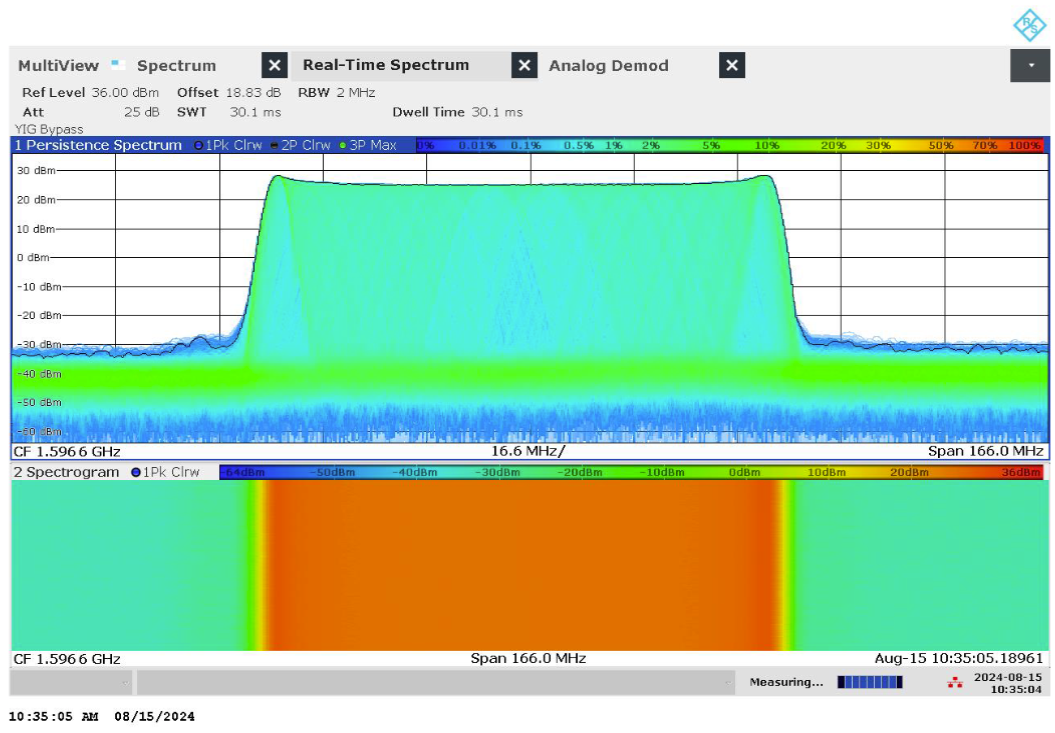 R&S
MultiView Spectrum Real-Time Spectrum Analog Demod
Ref Level 36.00 dBm Offset 18.83 dB RBW 2 MHz
Att 25 dB SWT 30.1 ms Dwell Time 30.1 ms
YIG Bypass
1 Persistence Spectrum 1Pk Clrw 2P Clrw 3P Max 0% 0.01% 0.1% 0.5% 1% 2% 5% 10% 20% 30% 50% 70% 100%
30 dBm
20 dBm
10 dBm
0 dBm
-10 dBm
-20 dBm
-30 dBm
-40 dBm
-50 dBm
-60 dBm
CF 1.5966 GHz 16.6 MHz/ Span 166.0 MHz
2 Spectrogram 1Pk Clrw -64dBm -50dBm -40dBm -30dBm -20dBm -10dBm 0dBm 10dBm 20dBm 36dBm
CF 1.5966 GHz Span 166.0 MHz Aug-15 10:35:05.18961
Measuring... 2024-08-15
10:35:04
10:35:05 AM 08/15/2024